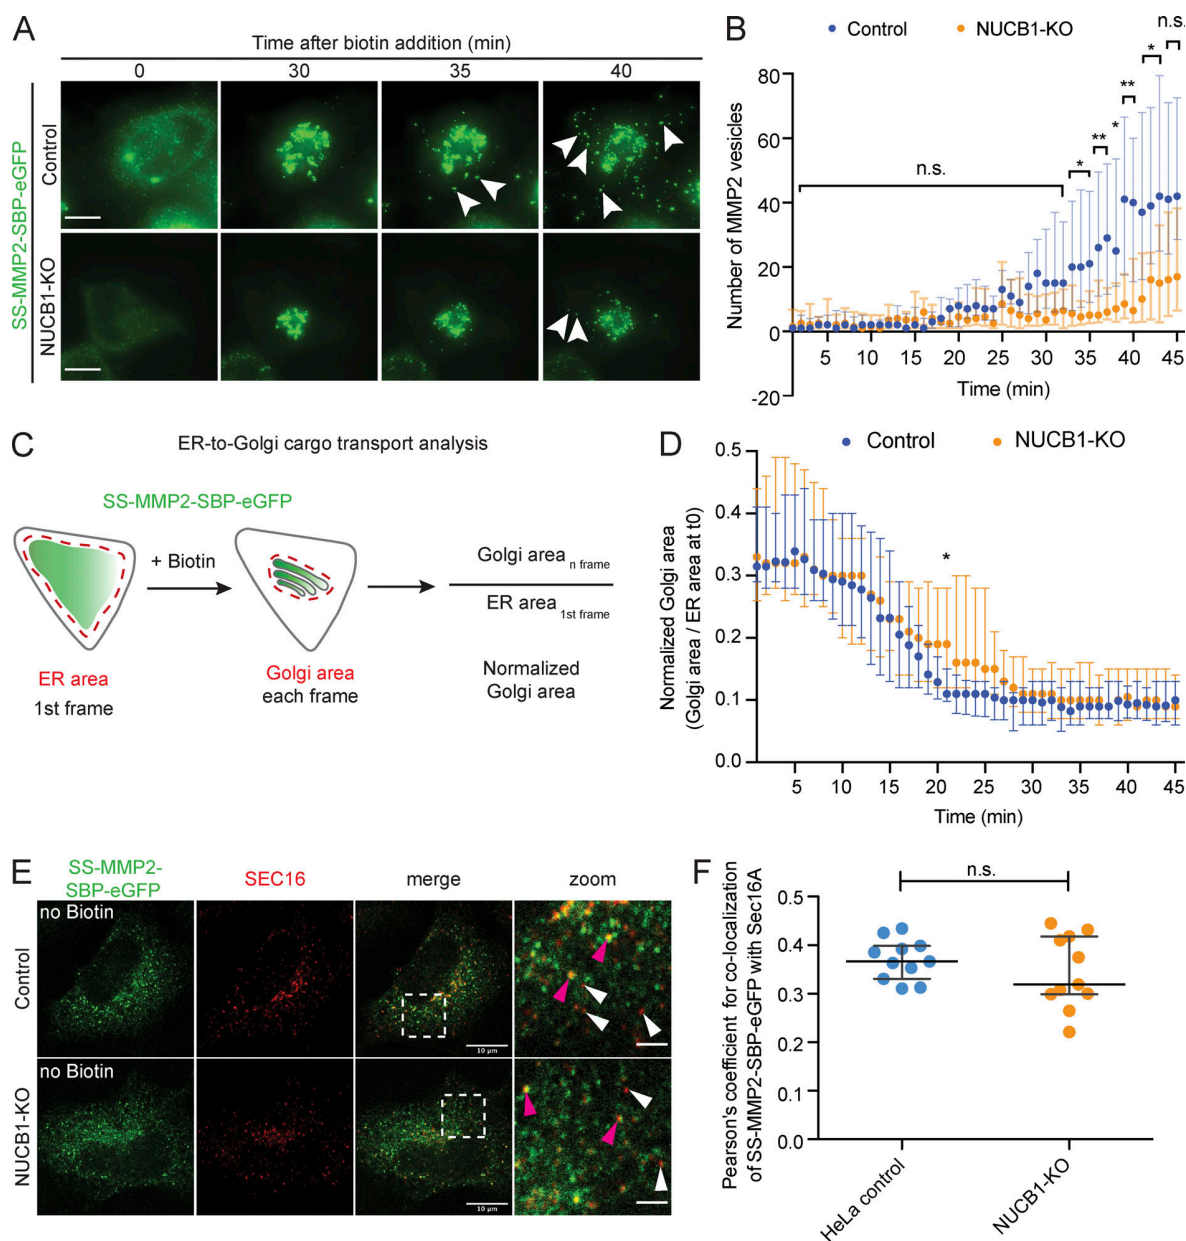 A
Time after biotin addition (min)
0 30 35 40
SS-MMP2-SBP-eGFP
Control
NUCB1-KO
B
Control NUCB1-KO
n.s.
*
**
*
**
*
n.s.
Number of MMP2 vesicles
80
60
40
20
0
-20
5 10 15 20 25 30 35 40 45
Time (min)
C
ER-to-Golgi cargo transport analysis
SS-MMP2-SBP-eGFP
+ Biotin
Golgi area n frame
ER area 1st frame
ER area
1st frame
Golgi area
each frame
Normalized
Golgi area
D
Control NUCB1-KO
*
Normalized Golgi area
(Golgi area / ER area at t0)
0.5
0.4
0.3
0.2
0.1
0.0
5 10 15 20 25 30 35 40 45
Time (min)
E
SS-MMP2-
SBP-eGFP
SEC16 merge zoom
Control
no Biotin
10 µm
NUCB1-KO
no Biotin
10 µm
F
n.s.
Pearson's coefficient for co-localization
of SS-MMP2-SBP-eGFP with Sec16A
0.5
0.4
0.3
0.2
0.1
0.0
HeLa control
NUCB1-KO